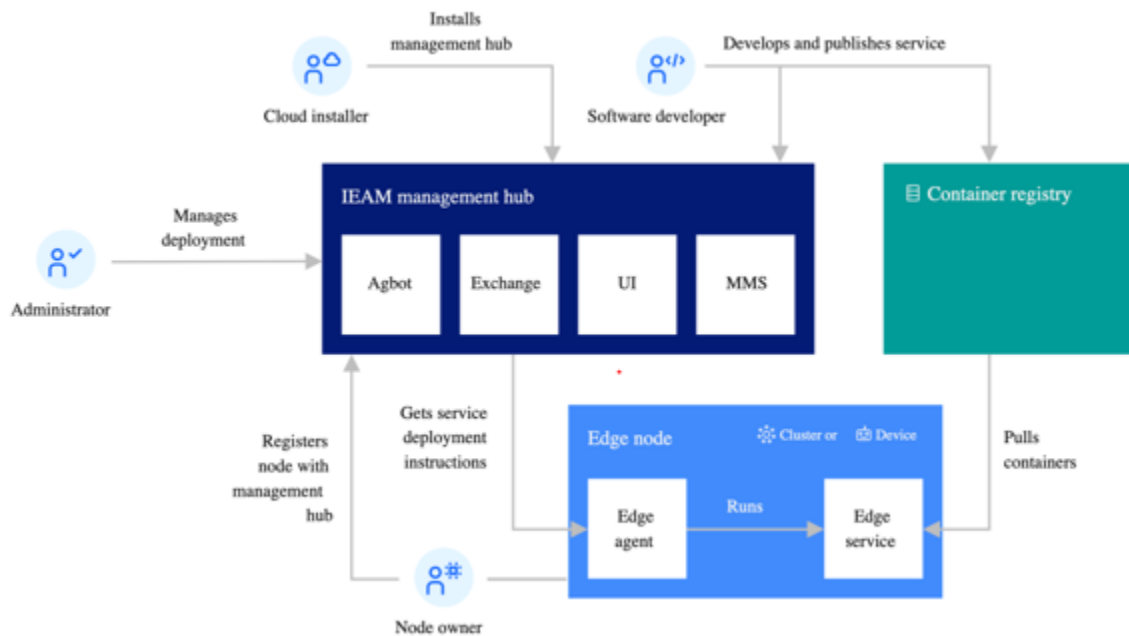 Installs
management hub
Develops and publishes service
Cloud installer
Software developer
IEAM management hub
Container registry
Manages
deployment
Agbot
Exchange
UI
MMS
Administrator
Gets service
deployment
instructions
Registers
node with
management
hub
Edge node
Cluster or
Device
Pulls
containers
Edge
agent
Runs
Edge
service
Node owner